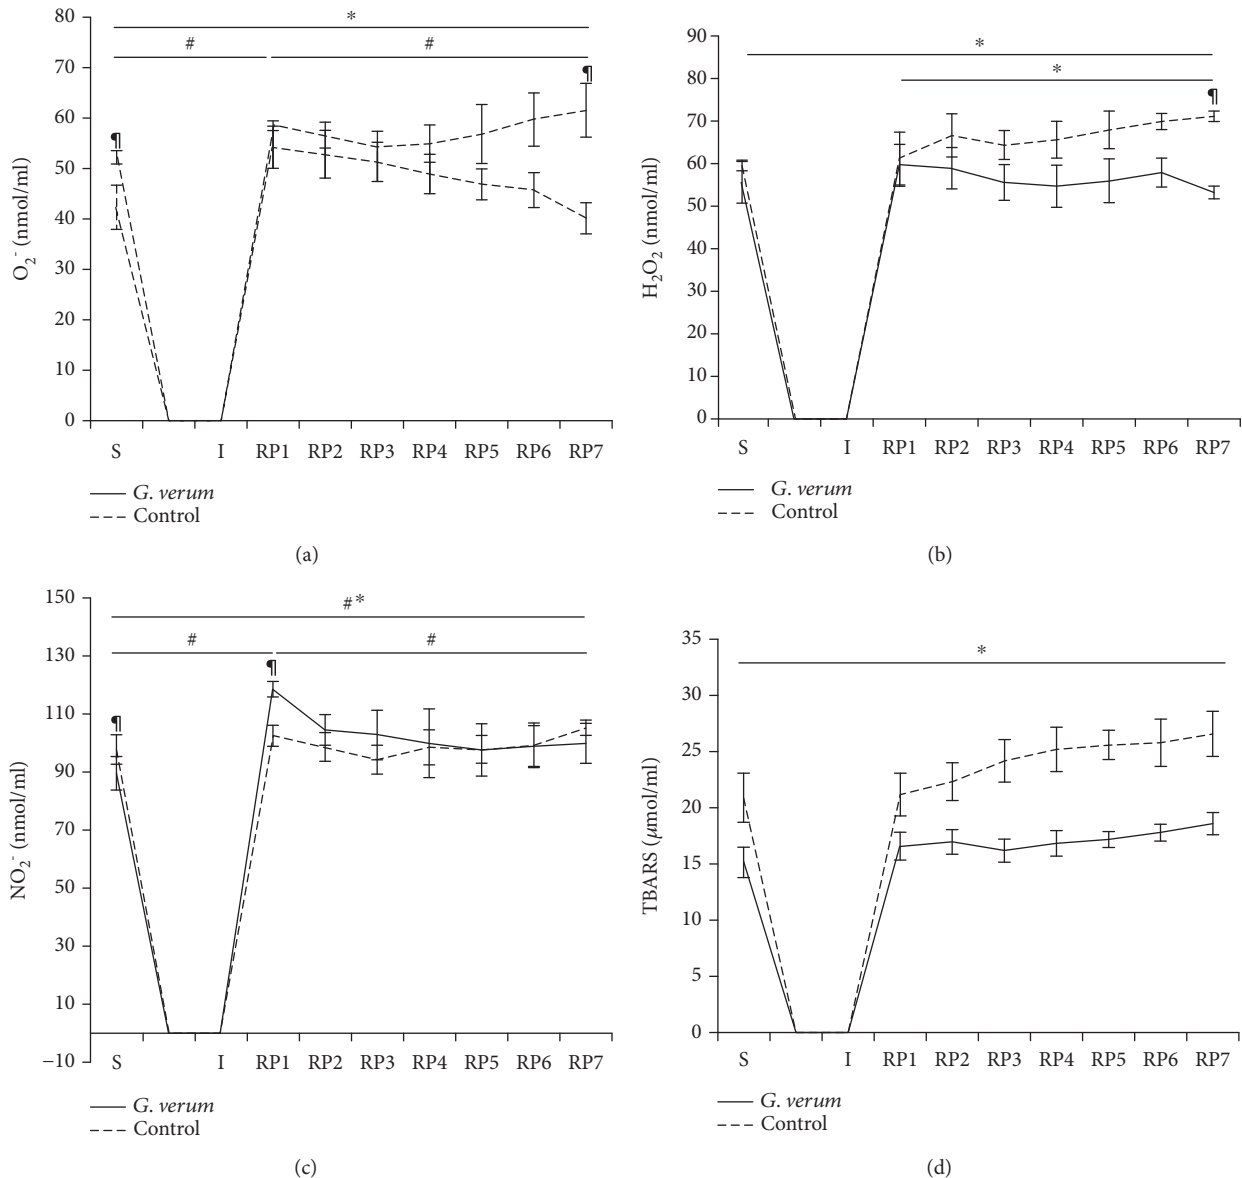 80
70
60
50
40
30
20
10
0
O₂⁻ (nmol/ml)
*
#
#
¶
¶
S
I
RP1
RP2
RP3
RP4
RP5
RP6
RP7
G. verum
Control
(a)
90
80
70
60
50
40
30
20
10
0
H₂O₂ (nmol/ml)
*
*
¶
S
I
RP1
RP2
RP3
RP4
RP5
RP6
RP7
G. verum
Control
(b)
150
130
110
90
70
50
30
10
−10
NO₂⁻ (nmol/ml)
#*
#
#
¶
¶
S
I
RP1
RP2
RP3
RP4
RP5
RP6
RP7
G. verum
Control
(c)
35
30
25
20
15
10
5
0
TBARS (μmol/ml)
*
S
I
RP1
RP2
RP3
RP4
RP5
RP6
RP7
G. verum
Control
(d)